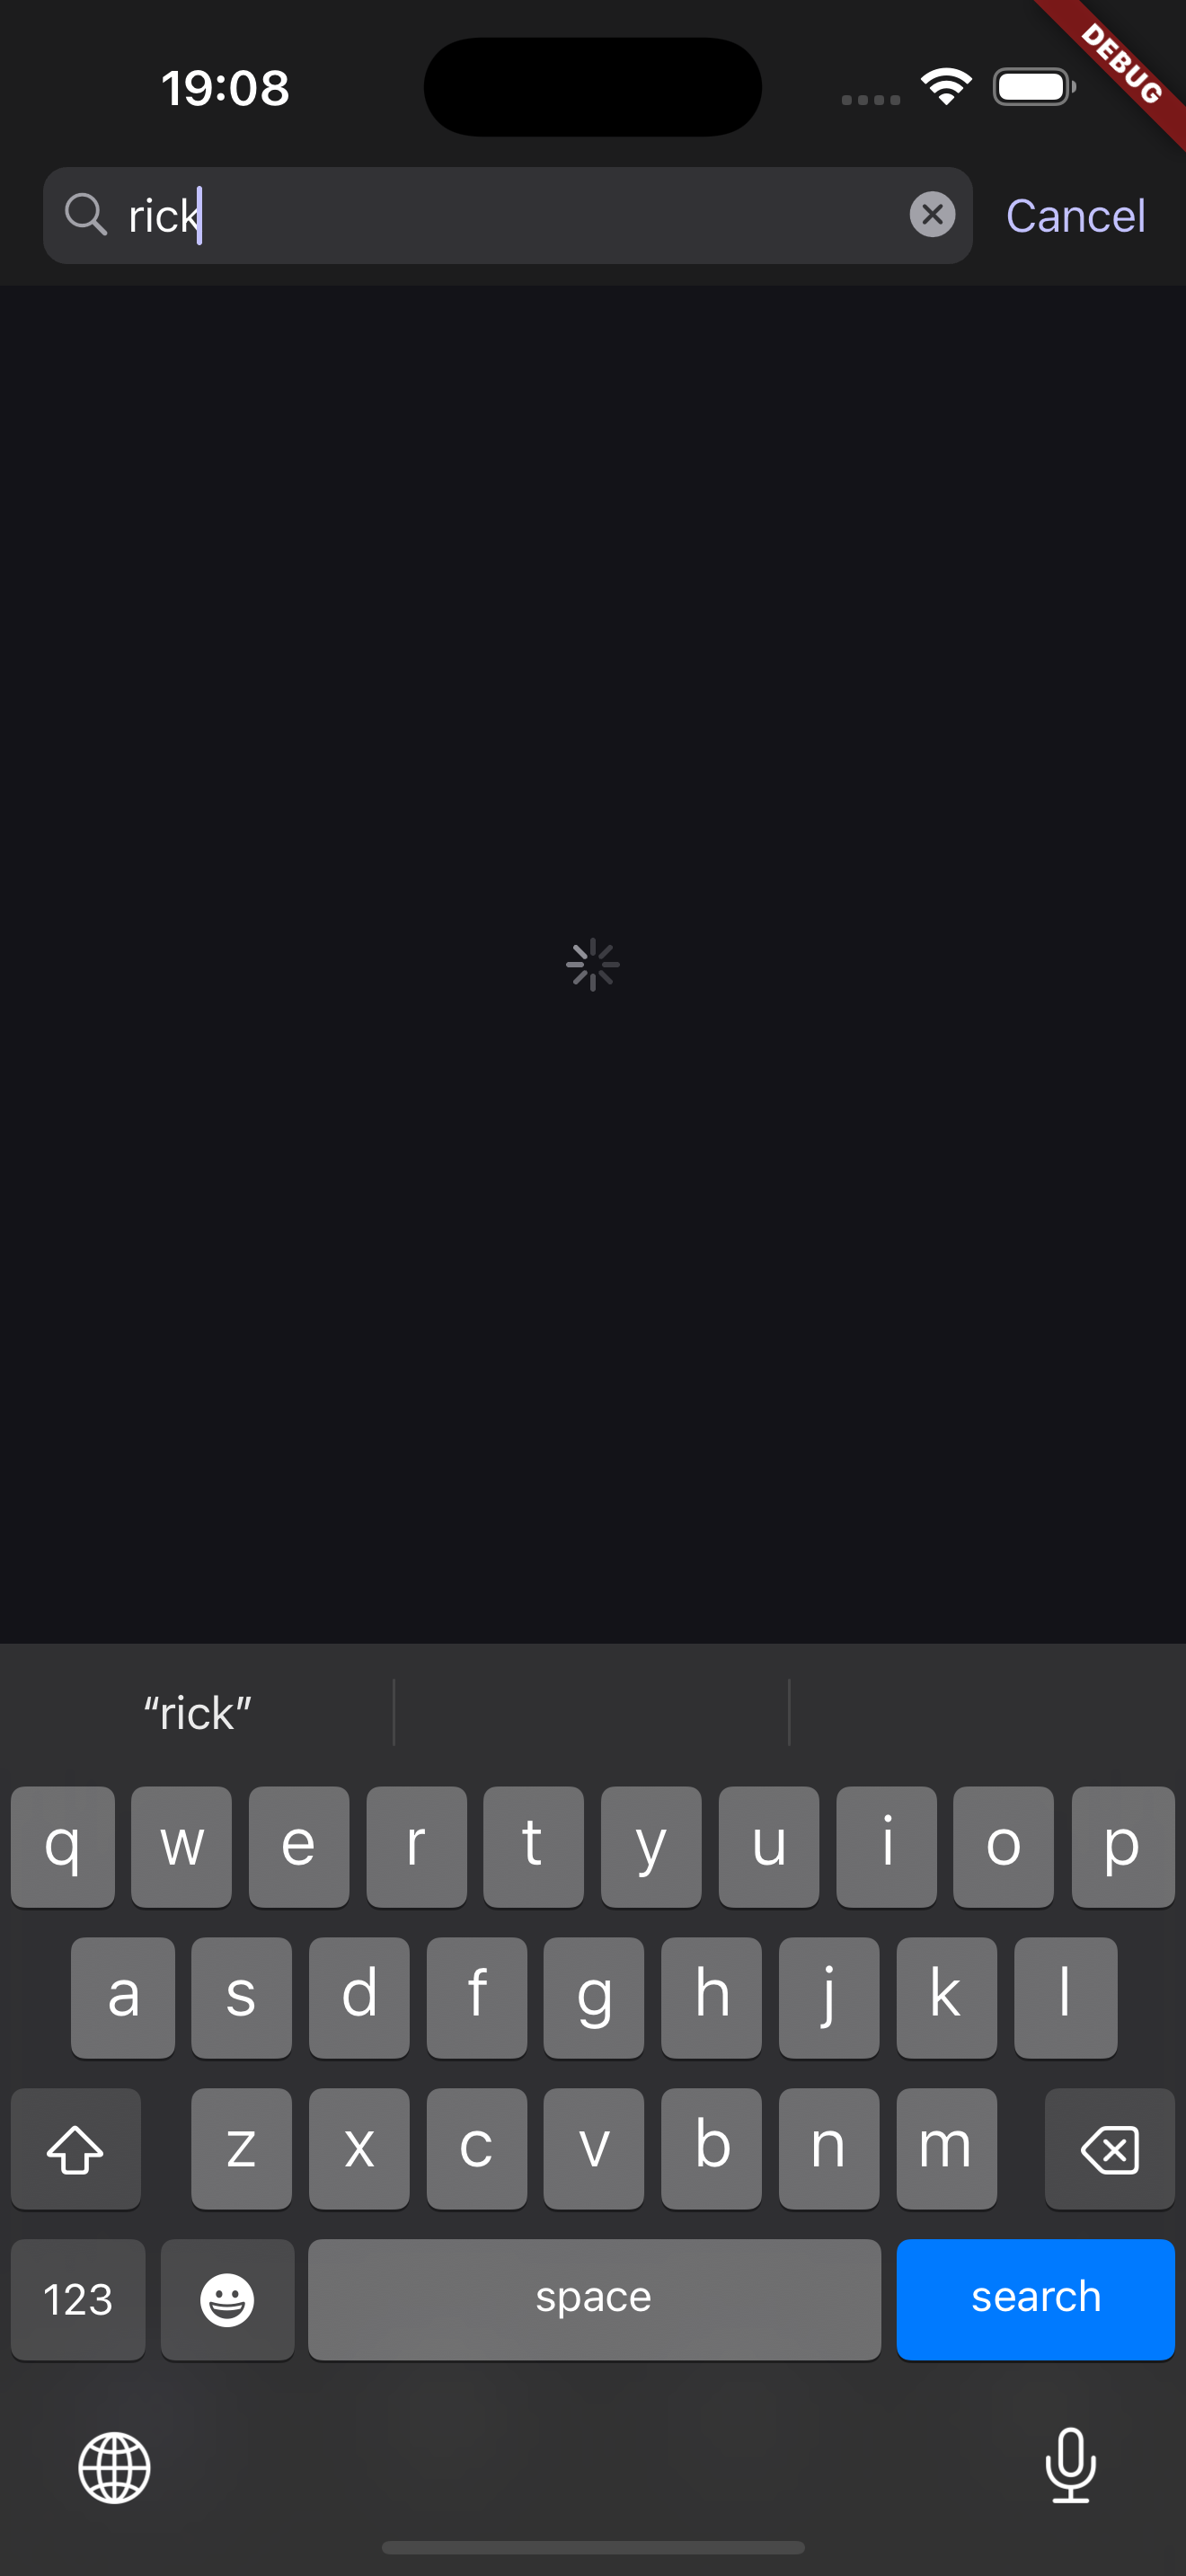 19:08
DEBUG
rick
Cancel
“rick”
q w e r t y u i o p
a s d f g h j k l
z x c v b n m
123 space search